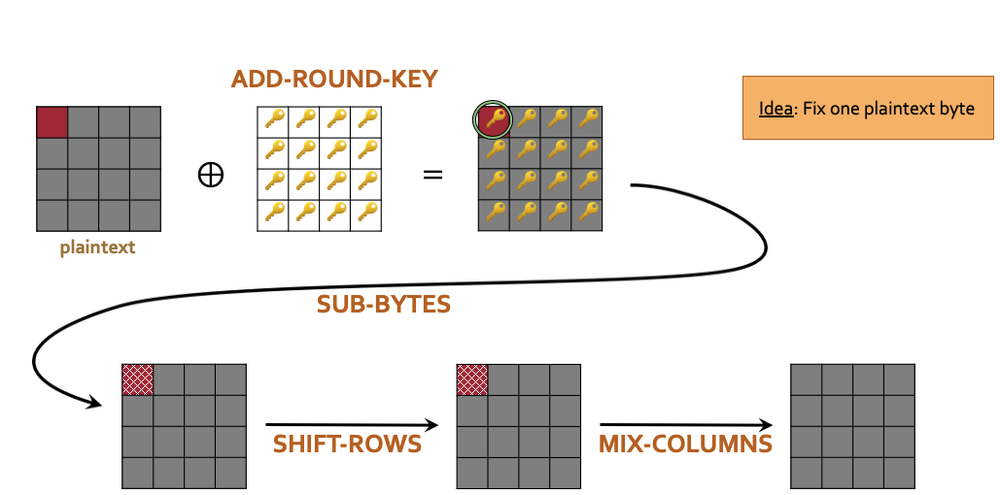 ADD-ROUND-KEY
Idea: Fix one plaintext byte
plaintext
SUB-BYTES
SHIFT-ROWS
MIX-COLUMNS